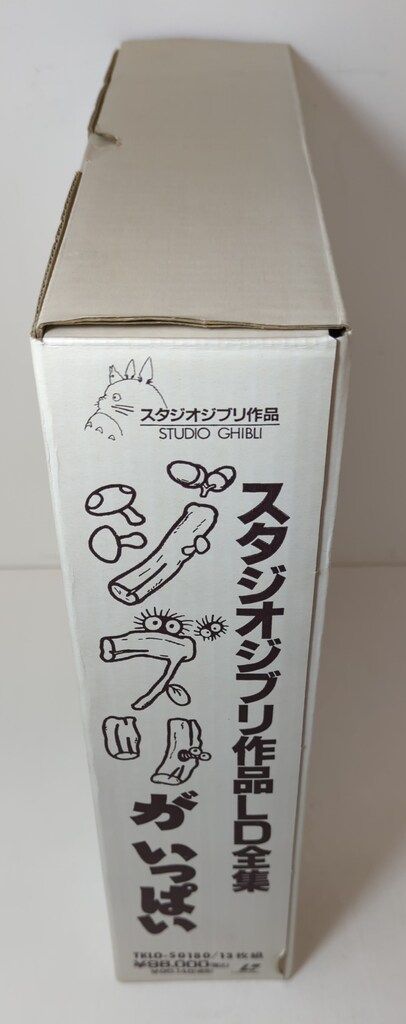 スタジオジブリ作品
STUDIO GHIBLI
スタジオジブリ作品LD全集
ジブリがいっぱい
TKLO-50180/13枚組